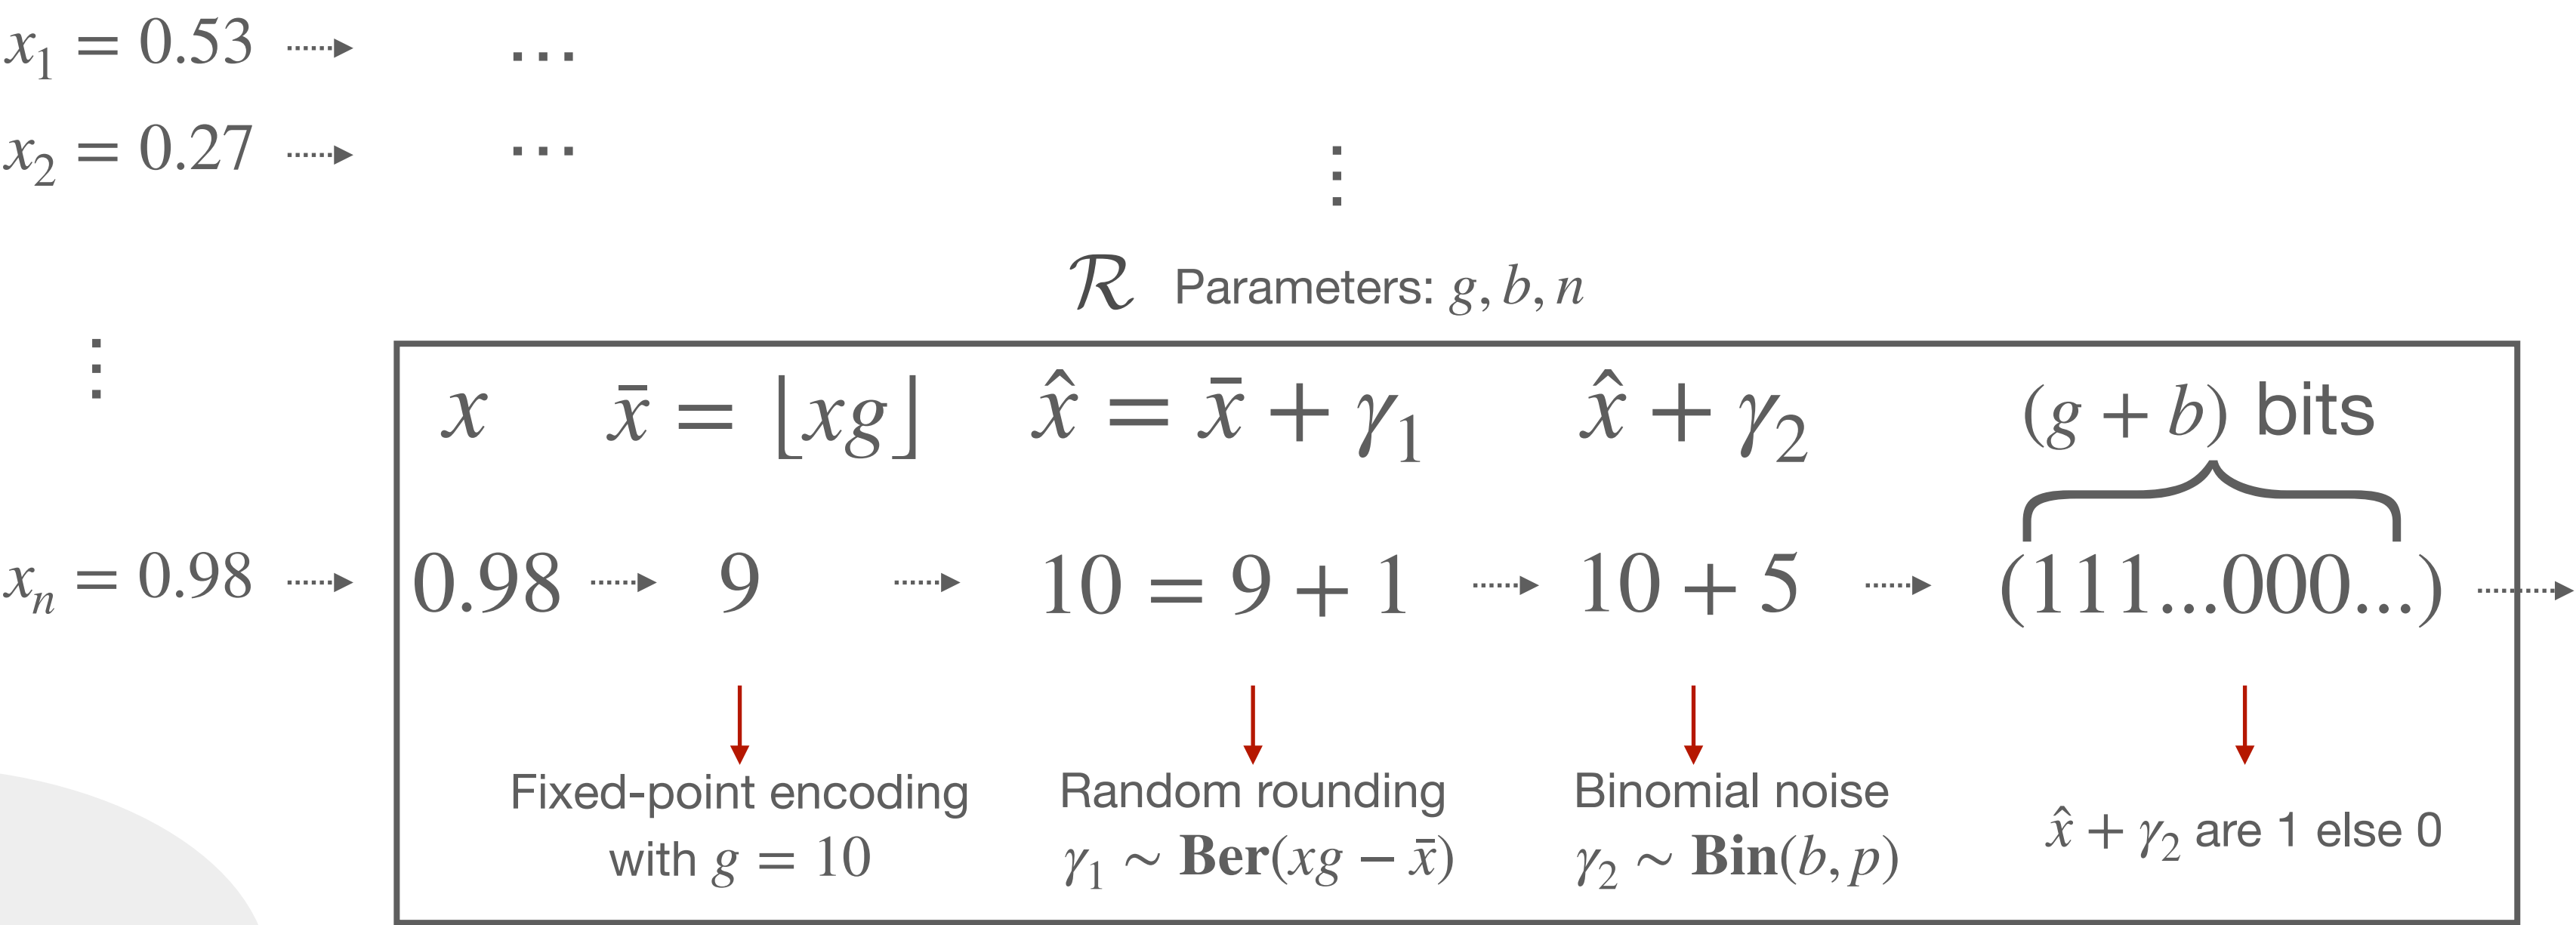 x₁ = 0.53 ...
x₂ = 0.27 ...
⋮
ℛ Parameters: g, b, n
⋮
x x̄ = ⌊xg⌋ x̂ = x̄ + γ₁ x̂ + γ₂ (g + b) bits
xₙ = 0.98 0.98 9 10 = 9 + 1 10 + 5 (111...000...)
Fixed-point encoding Random rounding Binomial noise
with g = 10 γ₁ ∼ Ber(xg − x̄) γ₂ ∼ Bin(b, p) x̂ + γ₂ are 1 else 0